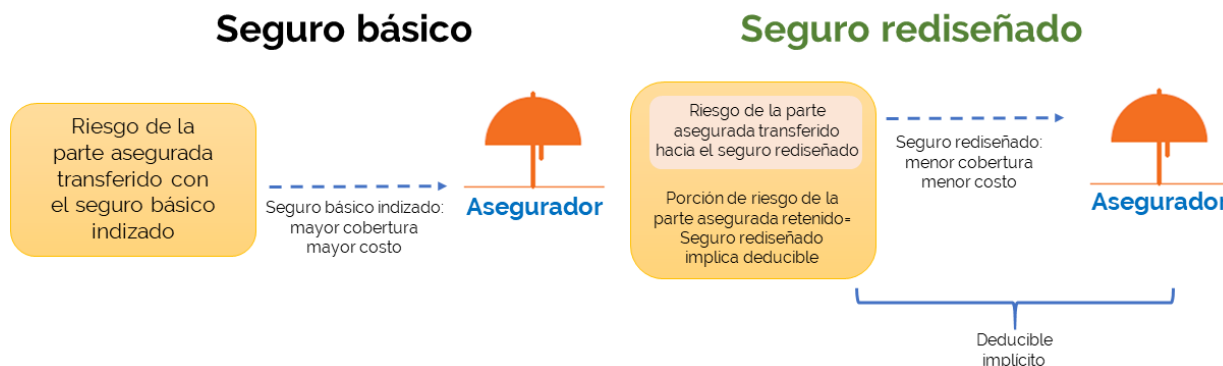 Seguro básico
Riesgo de la
parte asegurada
transferido con
el seguro básico
indizado
Seguro básico indizado:
mayor cobertura
mayor costo
Asegurador
Seguro rediseñado
Riesgo de la parte
asegurada transferido
hacia el seguro rediseñado
Porción de riesgo de la
parte asegurada retenido=
Seguro rediseñado
implica deducible
Seguro rediseñado:
menor cobertura
menor costo
Asegurador
Deducible
implícito